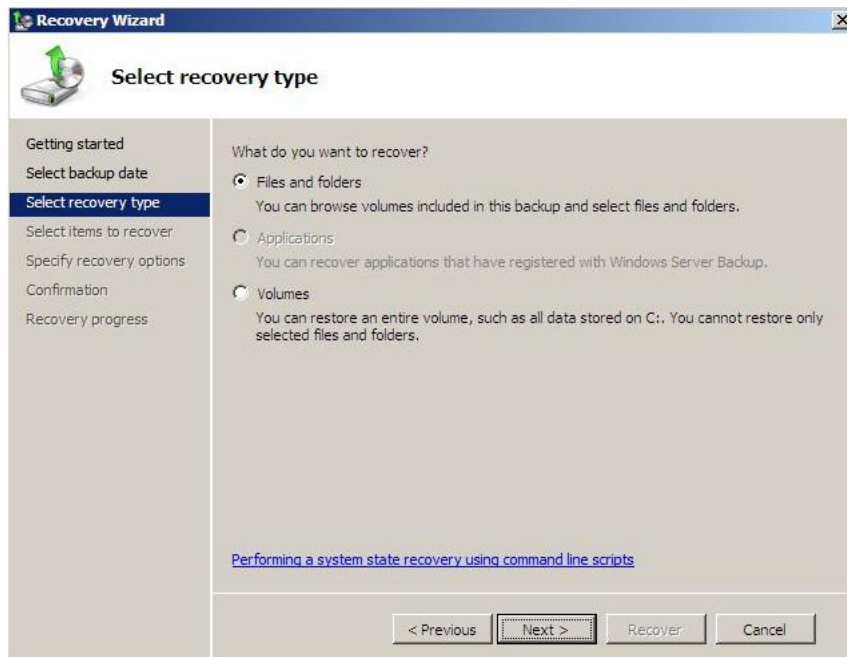 Recovery Wizard
Select recovery type
Getting started
Select backup date
Select recovery type
Select items to recover
Specify recovery options
Confirmation
Recovery progress
What do you want to recover?
Files and folders
You can browse volumes included in this backup and select files and folders.
Applications
You can recover applications that have registered with Windows Server Backup.
Volumes
You can restore an entire volume, such as all data stored on C:. You cannot restore only
selected files and folders.
Performing a system state recovery using command line scripts
< Previous
Next >
Recover
Cancel